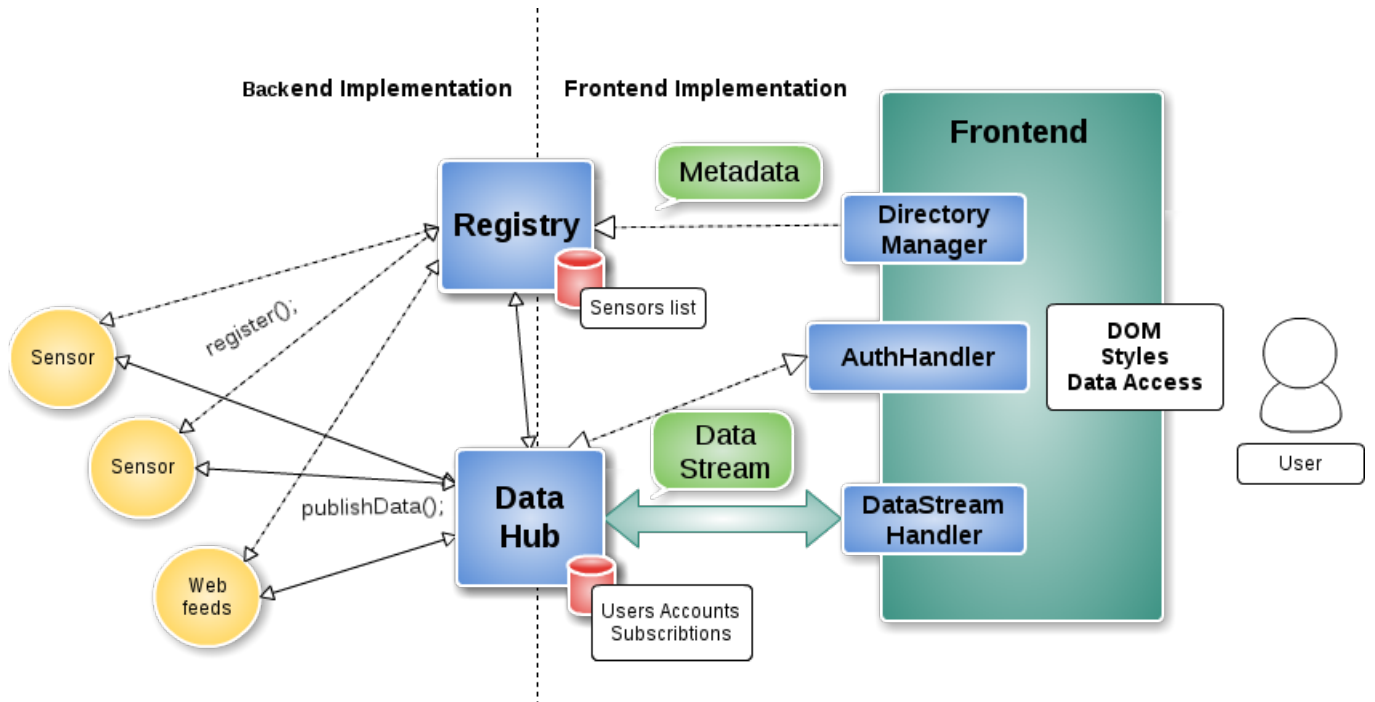 Backend Implementation
Frontend Implementation
Frontend
Metadata
Registry
Directory
Manager
Sensors list
register();
Sensor
AuthHandler
DOM
Styles
Data Access
Data
Stream
Sensor
User
publishData();
Data
Hub
DataStream
Handler
Web
feeds
Users Accounts
Subscribtions